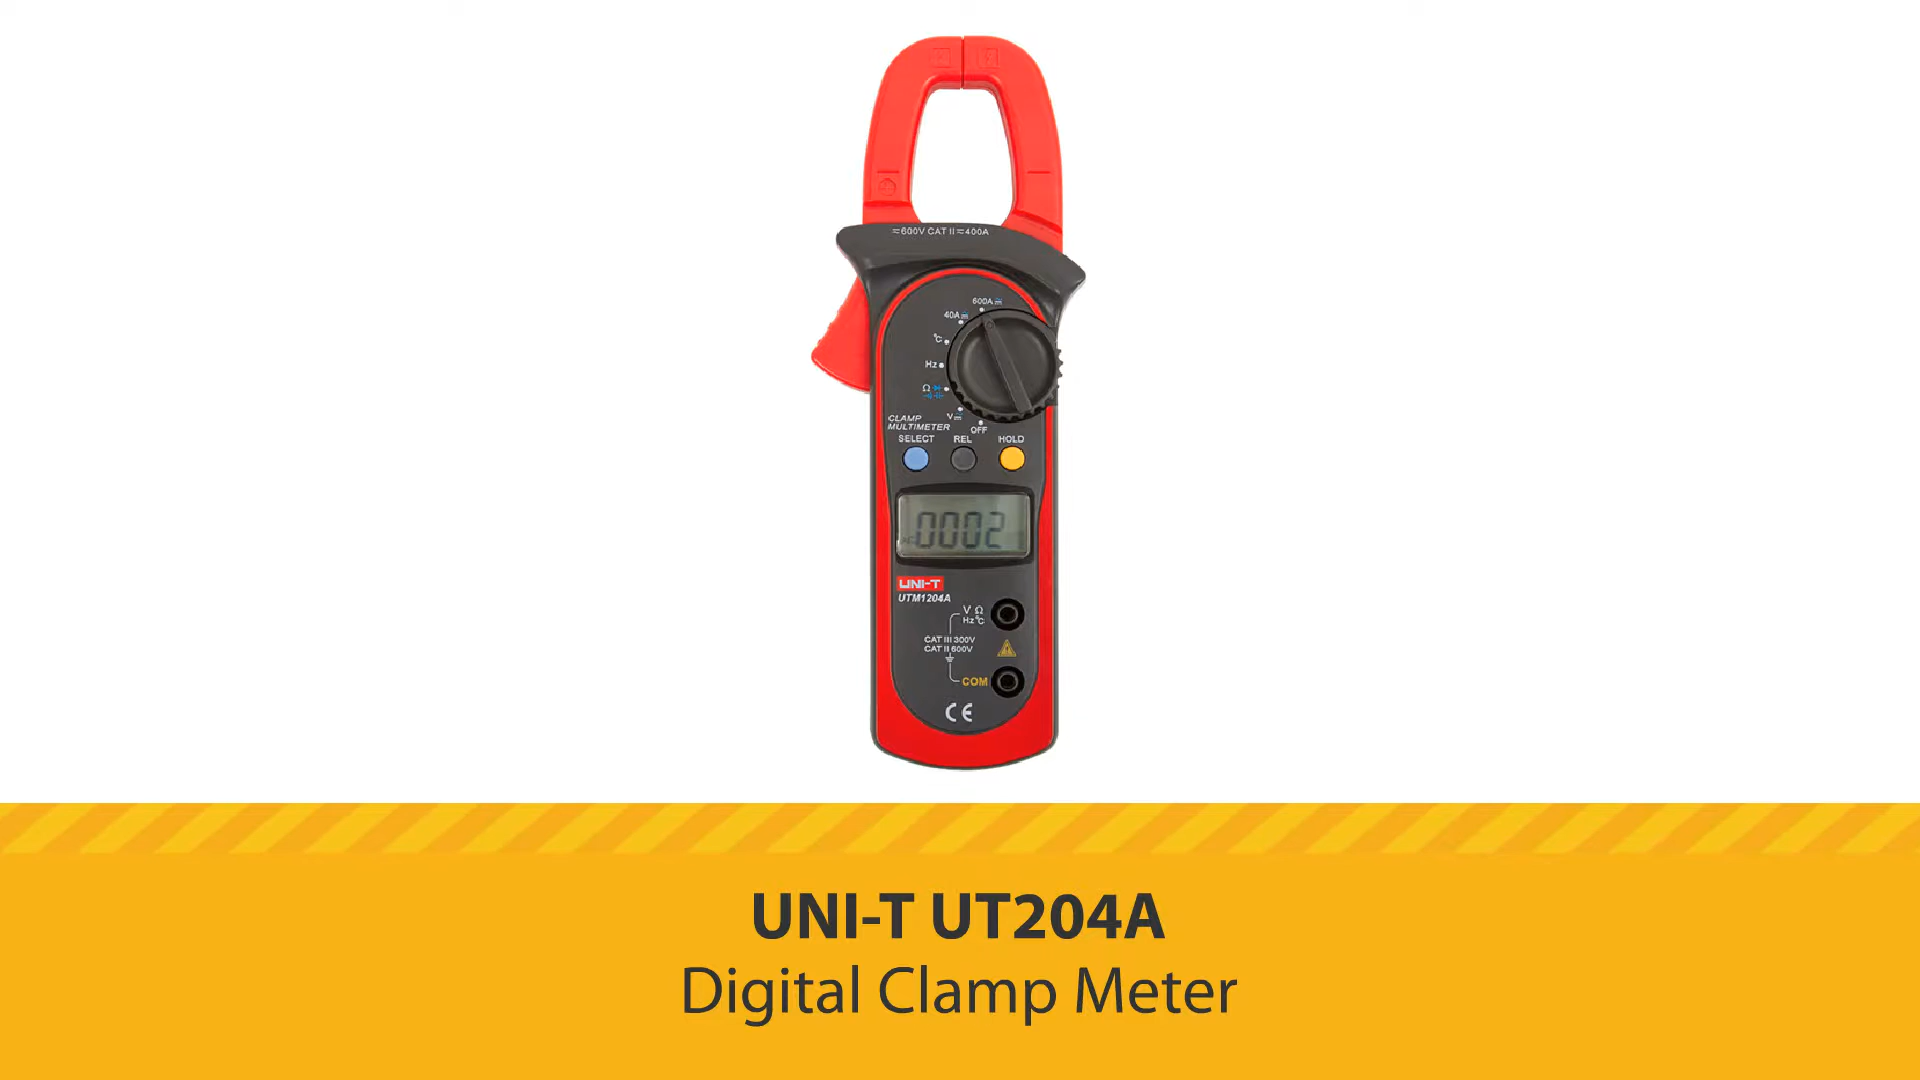 ≂600V CAT II ≂400A
600A
40A
°C
Hz
Ω
V
OFF
CLAMP
MULTIMETER
SELECT REL HOLD
0002
UNI-T
UTM1204A
V Ω
Hz °C
CAT III 300V
CAT II 600V
COM
CE
UNI-T UT204A
Digital Clamp Meter